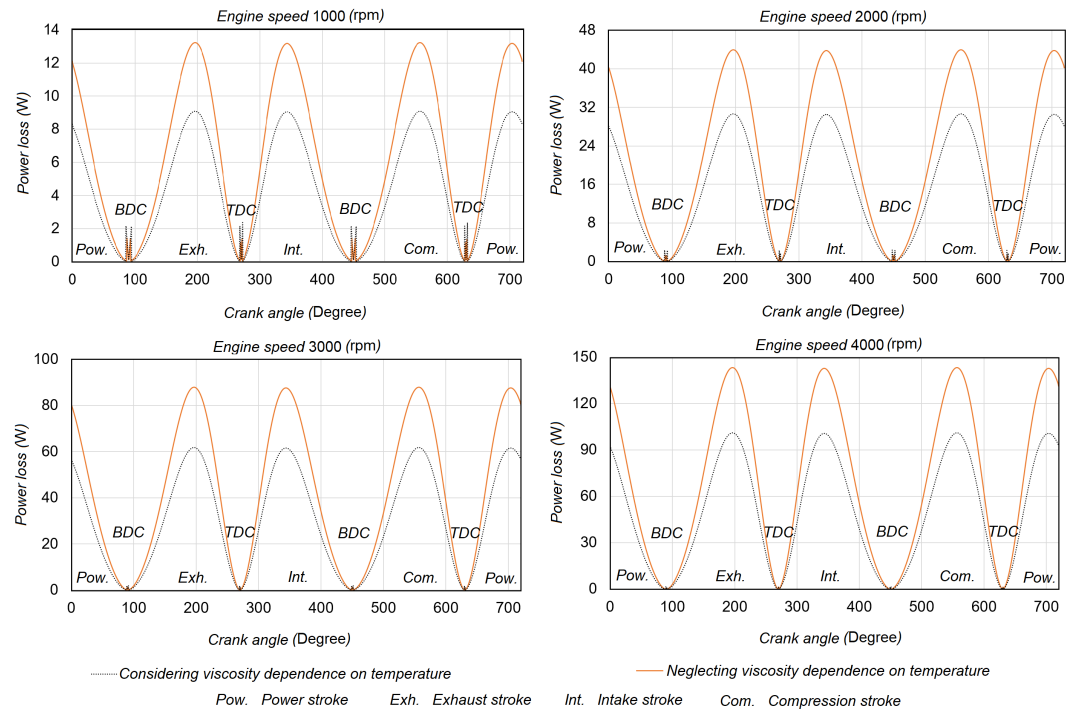 Engine speed 1000 (rpm)
14
12
10
8
6
4
2
0
Power loss (W)
BDC
TDC
BDC
TDC
Pow.
Exh.
Int.
Com.
Pow.
0
100
200
300
400
500
600
700
Crank angle (Degree)
Engine speed 2000 (rpm)
48
40
32
24
16
8
0
Power loss (W)
BDC
TDC
BDC
TDC
Pow.
Exh.
Int.
Com.
Pow.
0
100
200
300
400
500
600
700
Crank angle (Degree)
Engine speed 3000 (rpm)
100
80
60
40
20
0
Power loss (W)
BDC
TDC
BDC
TDC
Pow.
Exh.
Int.
Com.
Pow.
0
100
200
300
400
500
600
700
Crank angle (Degree)
Engine speed 4000 (rpm)
150
120
90
60
30
0
Power loss (W)
BDC
TDC
BDC
TDC
Pow.
Exh.
Int.
Com.
Pow.
0
100
200
300
400
500
600
700
Crank angle (Degree)
Considering viscosity dependence on temperature
Neglecting viscosity dependence on temperature
Pow. Power stroke Exh. Exhaust stroke Int. Intake stroke Com. Compression stroke